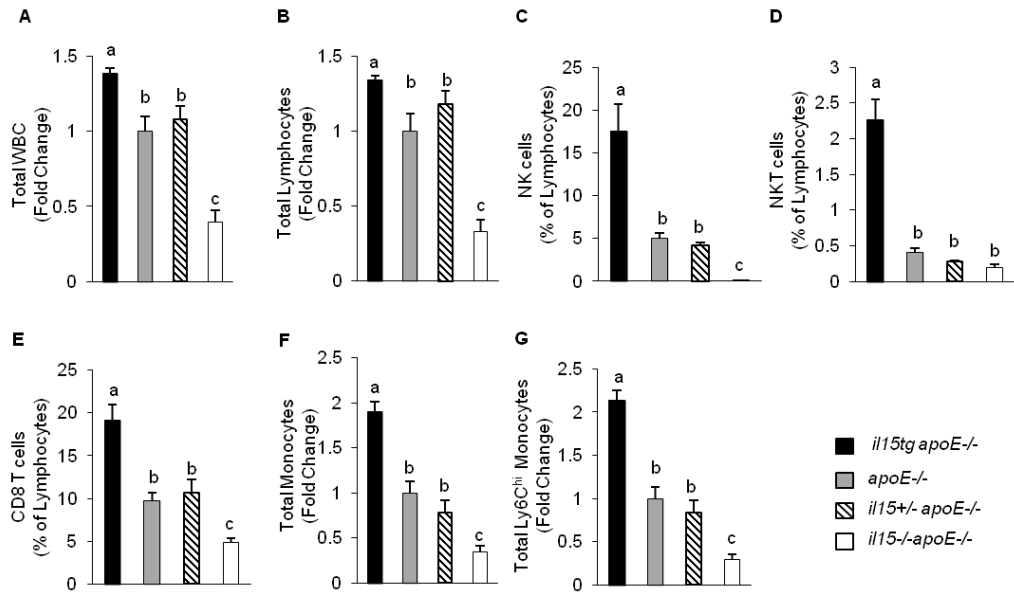 A
Total WBC
(Fold Change)
1.5
1
0.5
0
a
b
b
c
B
Total Lymphocytes
(Fold Change)
1.5
1
0.5
0
a
b
b
c
C
NK cells
(% of Lymphocytes)
25
20
15
10
5
0
a
b
b
c
D
NKT cells
(% of Lymphocytes)
3
2.5
2
1.5
1
0.5
0
a
b
b
b
E
CD8 T cells
(% of Lymphocytes)
25
20
15
10
5
0
a
b
b
c
F
Total Monocytes
(Fold Change)
2.5
2
1.5
1
0.5
0
a
b
b
c
G
Total Ly6Cʰⁱ Monocytes
(Fold Change)
2.5
2
1.5
1
0.5
0
a
b
b
c
il15tg apoE-/-
apoE-/-
il15+/- apoE-/-
il15-/-apoE-/-